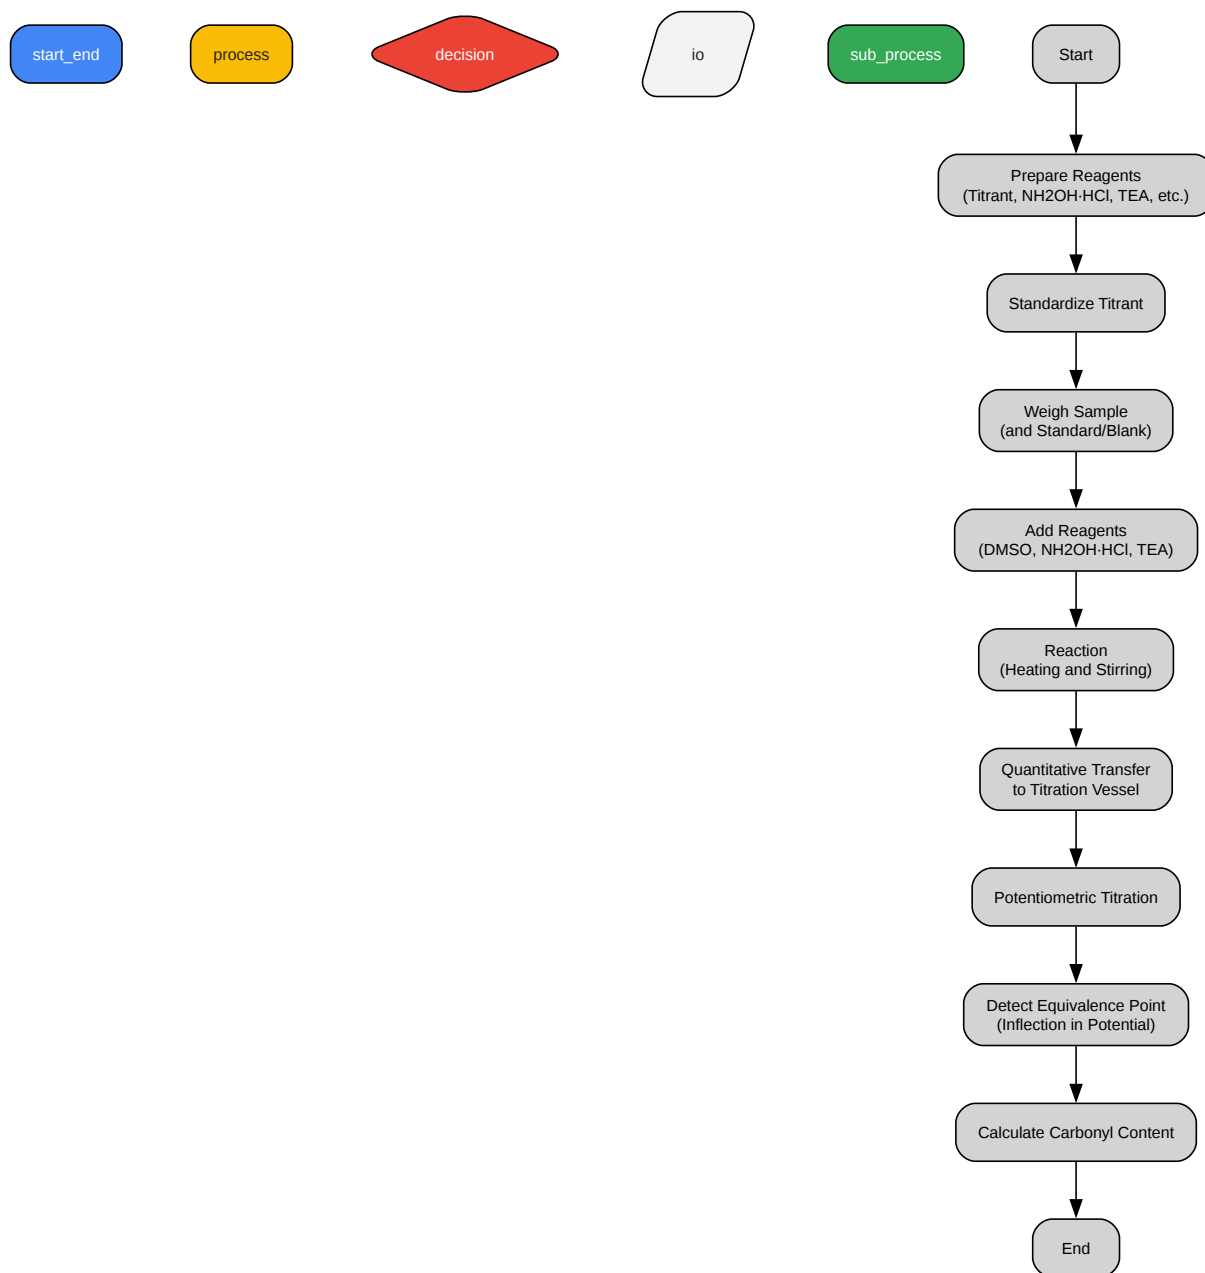 start_end
process
decision
io
sub_process
Start
Prepare Reagents
(Titrant, NH2OH·HCl, TEA, etc.)
Standardize Titrant
Weigh Sample
(and Standard/Blank)
Add Reagents
(DMSO, NH2OH·HCl, TEA)
Reaction
(Heating and Stirring)
Quantitative Transfer
to Titration Vessel
Potentiometric Titration
Detect Equivalence Point
(Inflection in Potential)
Calculate Carbonyl Content
End